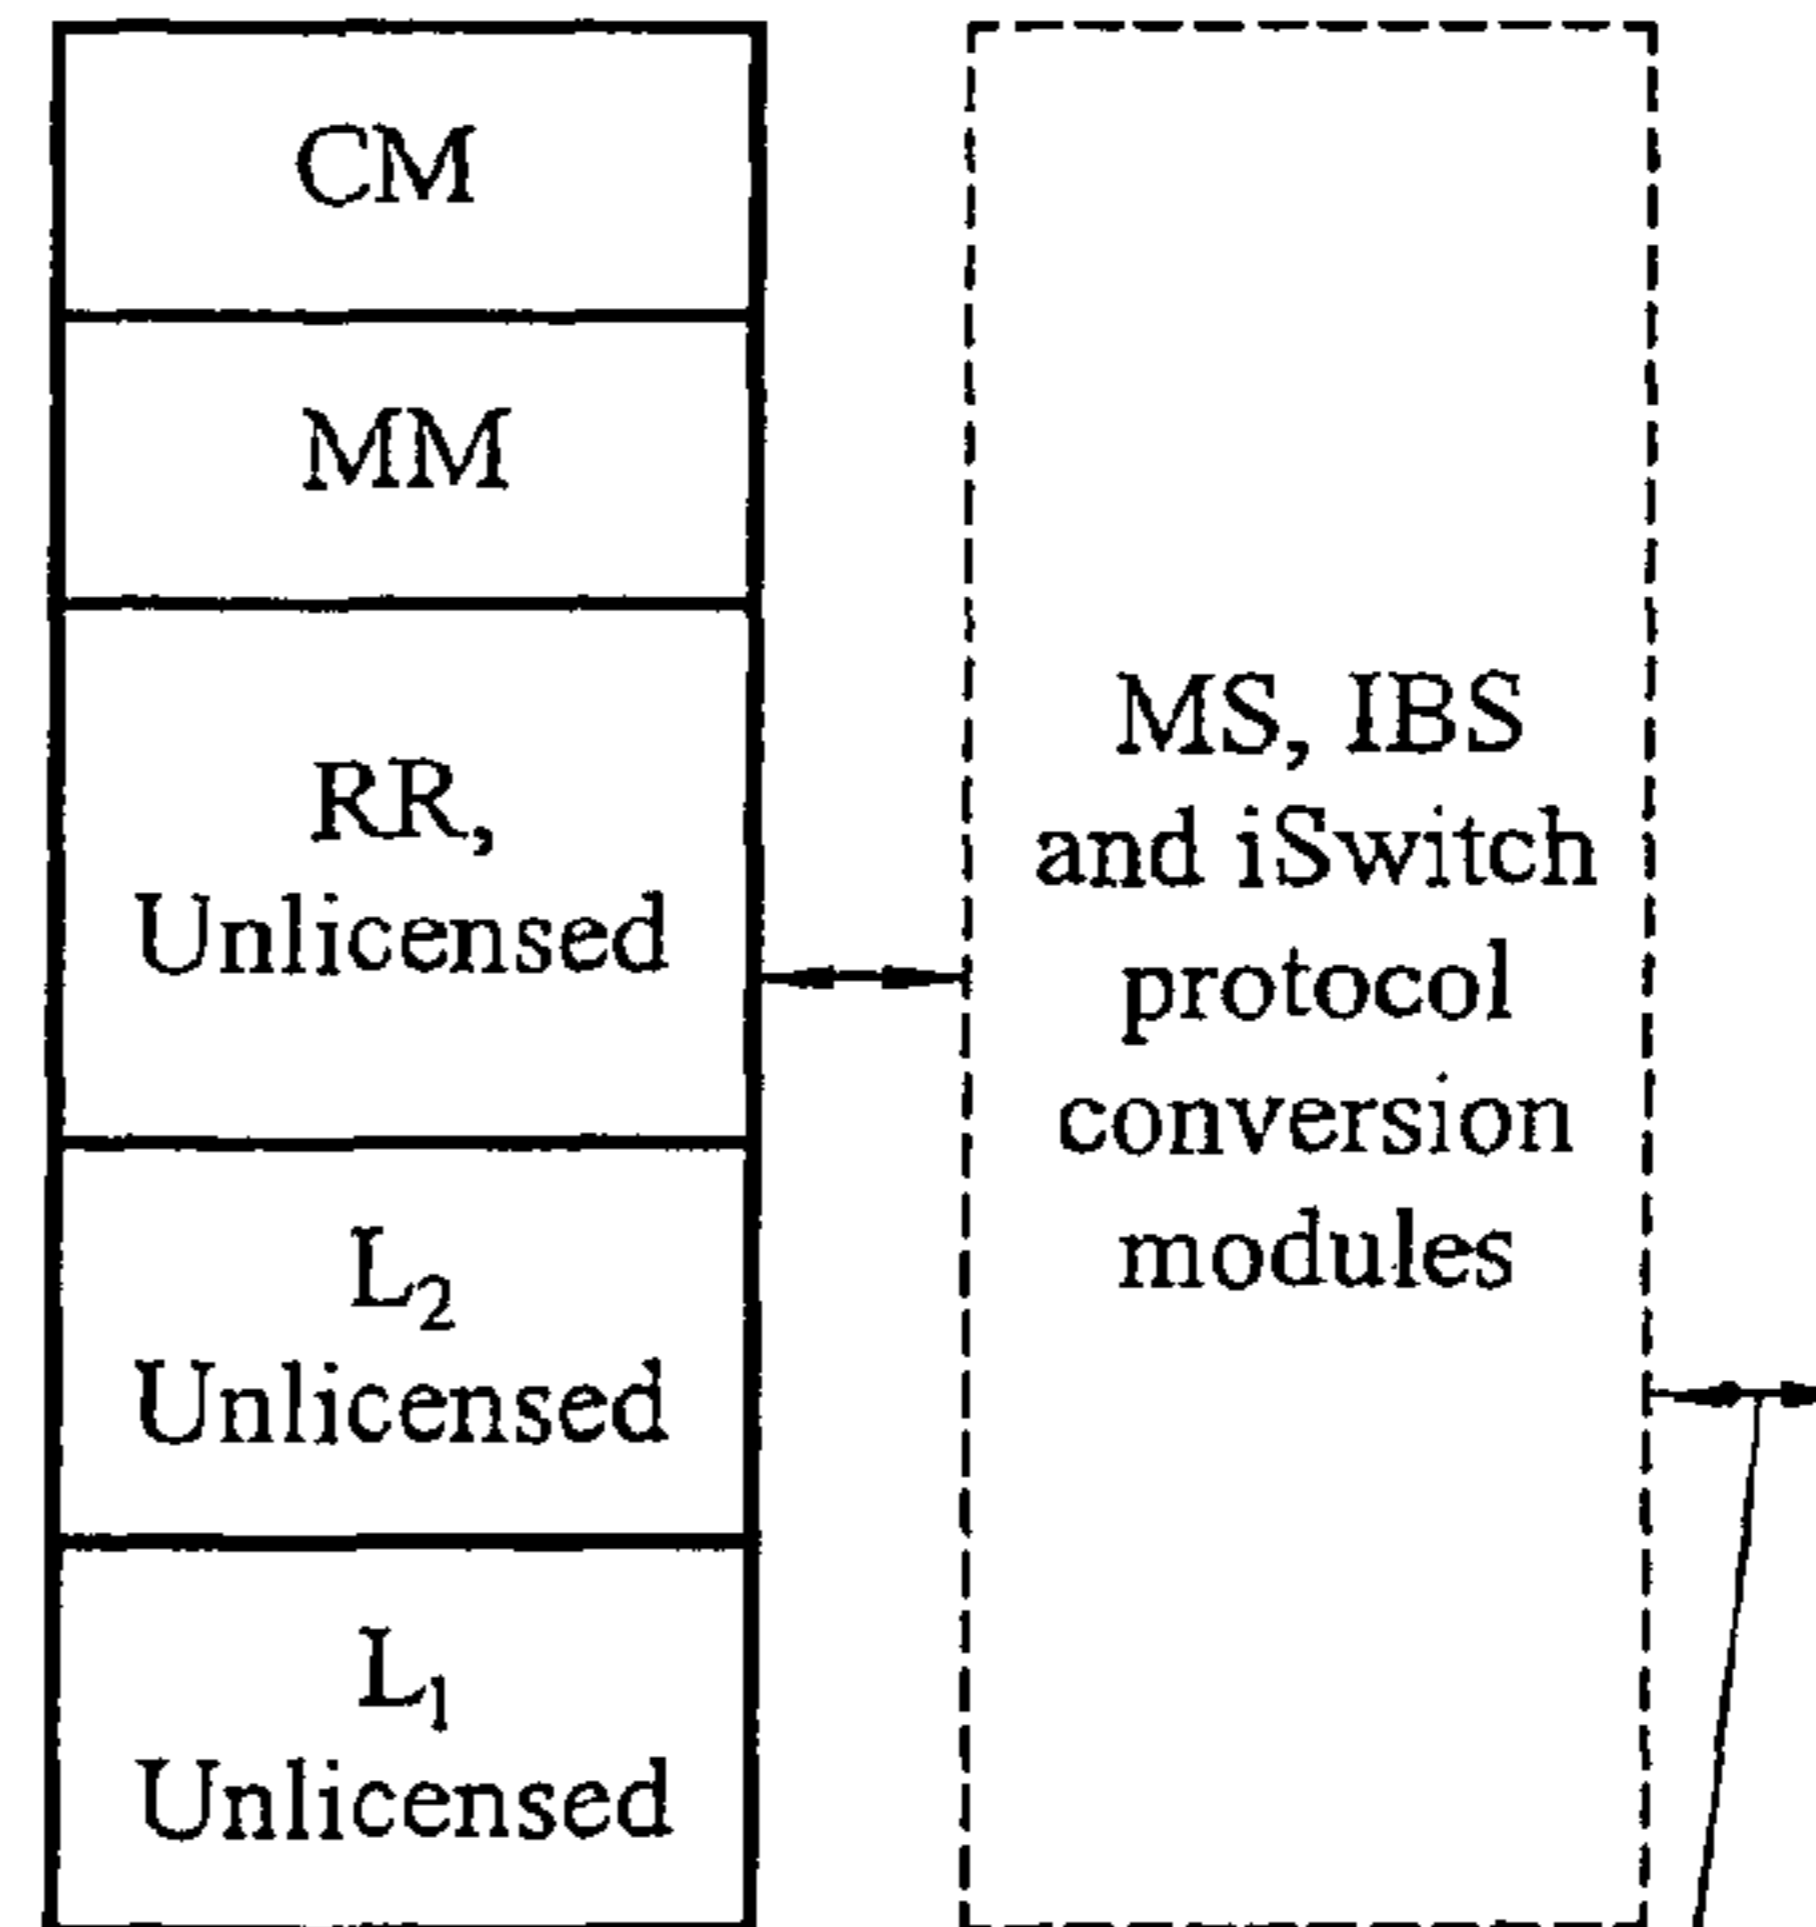 CM
MM
RR,
Unlicensed
L₂
Unlicensed
L₁
Unlicensed
MS, IBS
and iSwitch
protocol
conversion
modules